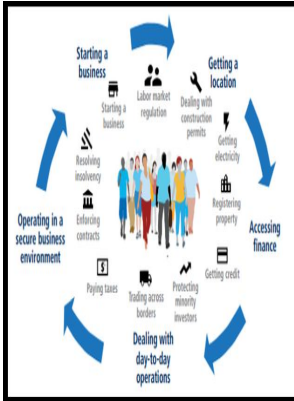 Starting a
business
Getting a
location
Accessing
finance
Dealing with
day-to-day
operations
Operating in a
secure business
environment
Starting a
business
Labor market
regulation
Dealing with
construction
permits
Getting
electricity
Registering
property
Getting credit
Protecting
minority
investors
Trading across
borders
Paying taxes
$
Enforcing
contracts
Resolving
insolvency